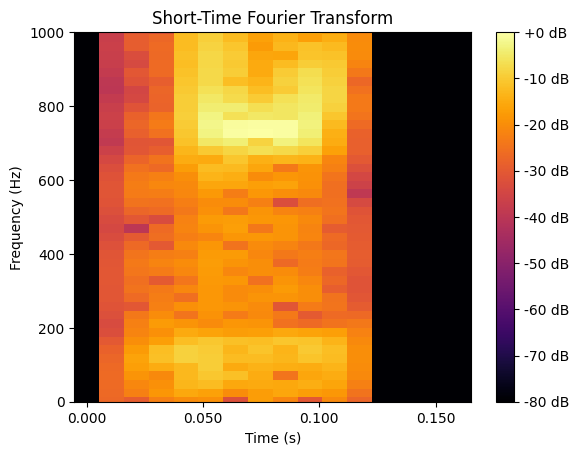 Short-Time Fourier Transform
1000
800
600
400
200
0
Frequency (Hz)
0.000
0.050
0.100
0.150
Time (s)
+0 dB
-10 dB
-20 dB
-30 dB
-40 dB
-50 dB
-60 dB
-70 dB
-80 dB